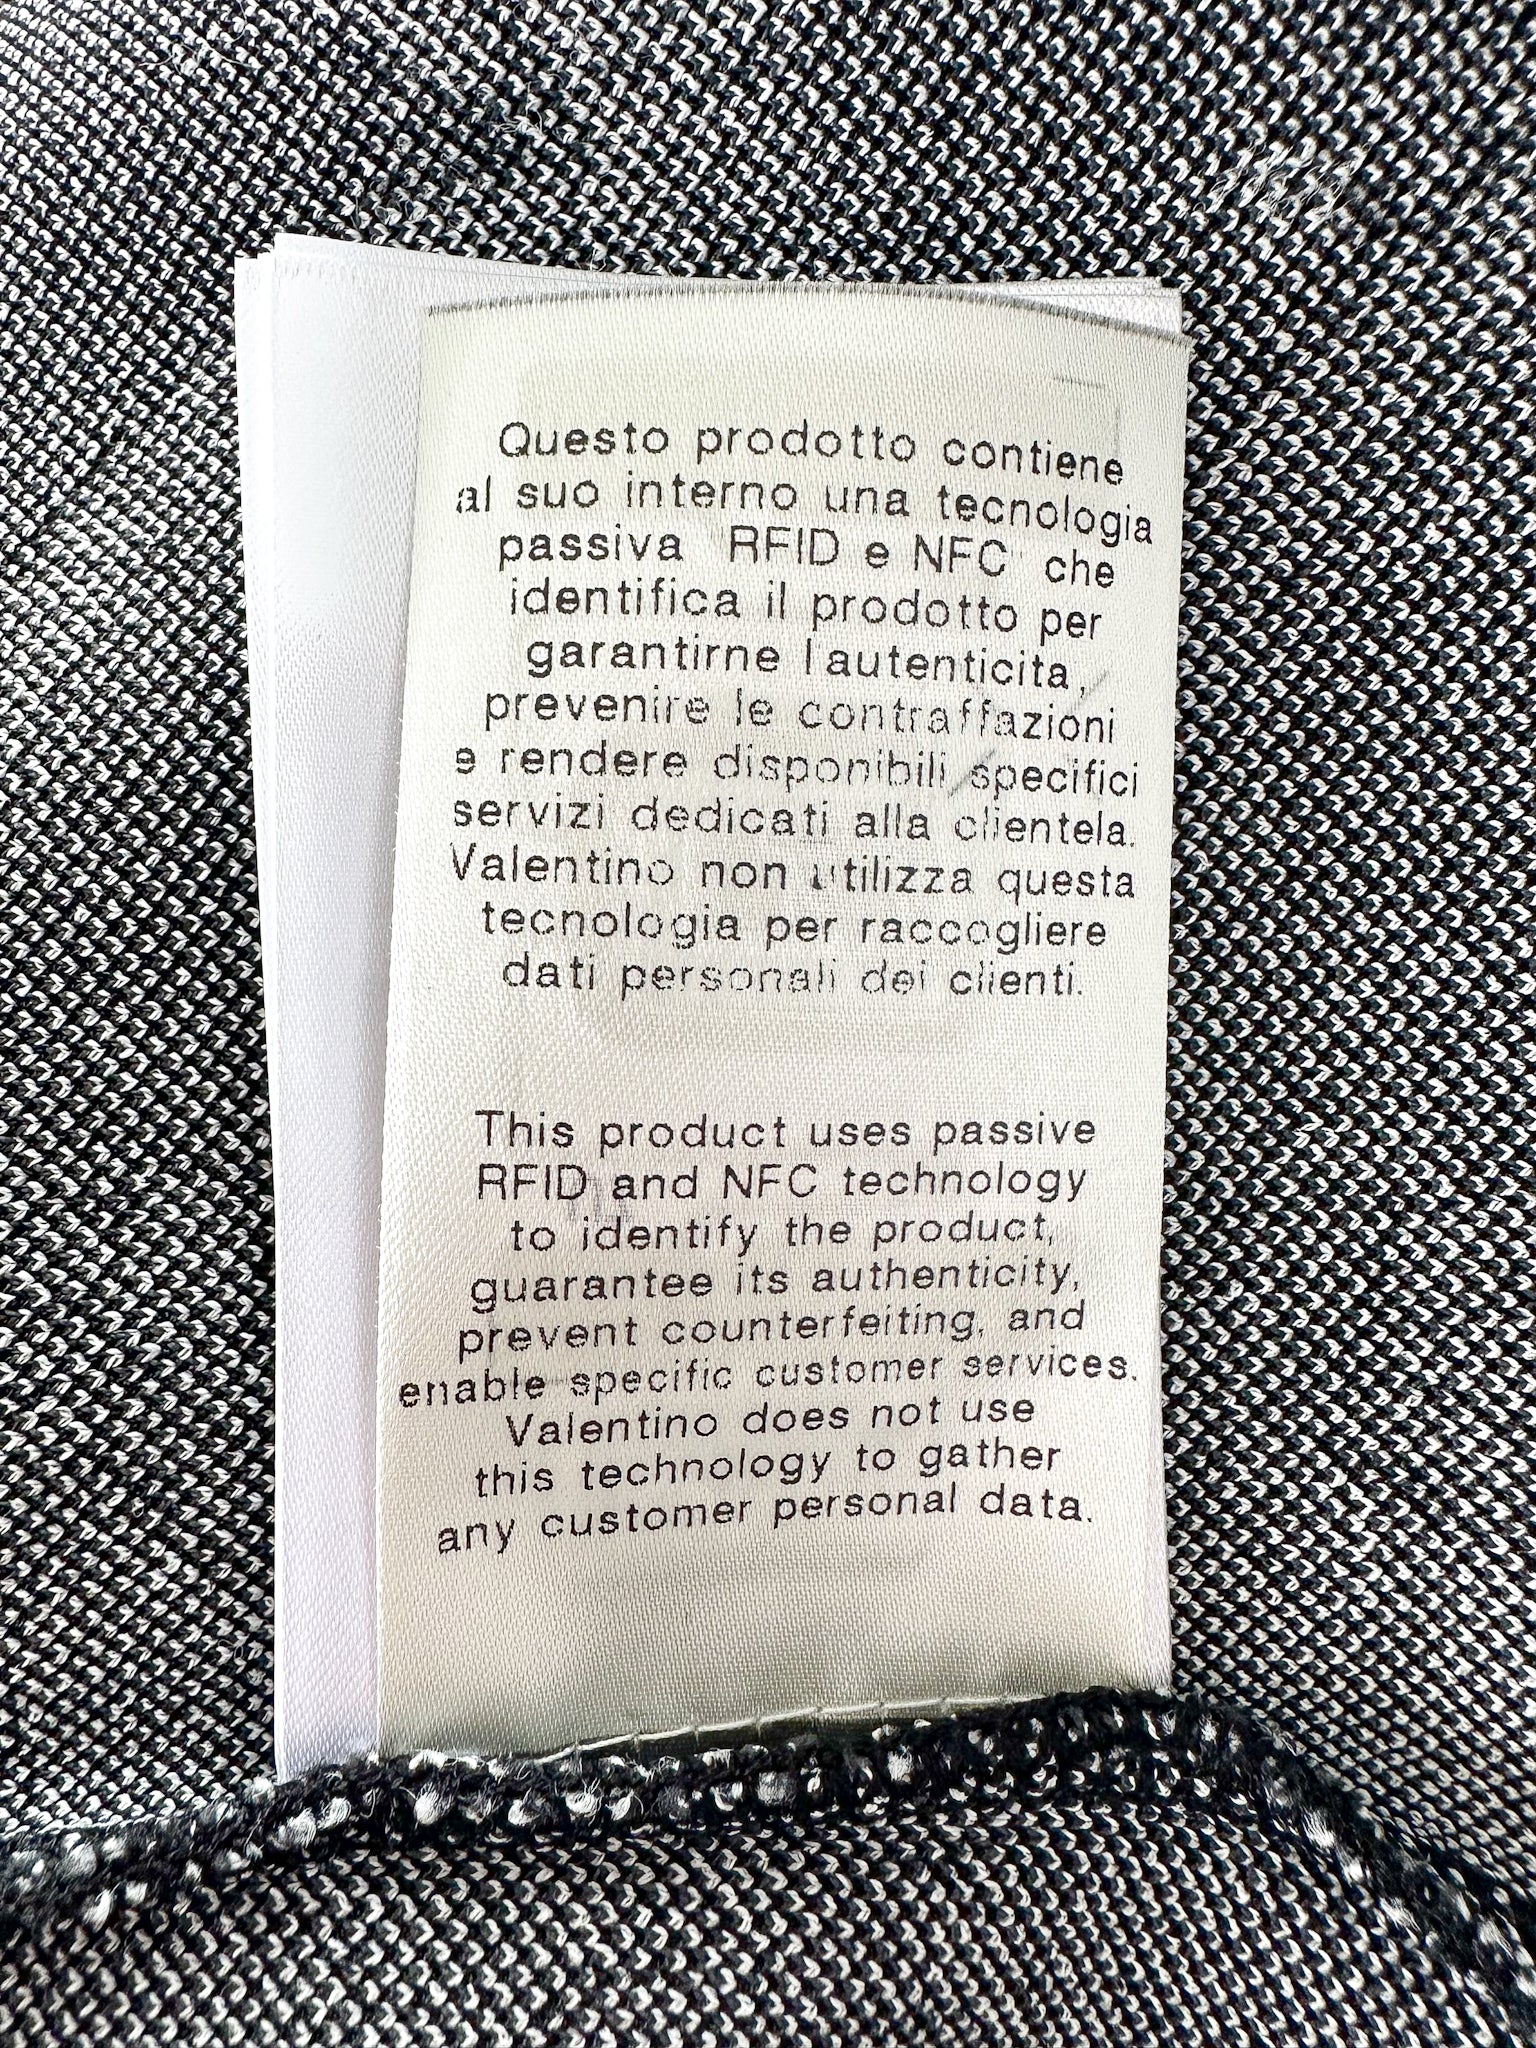 Questo prodotto contiene
al suo interno una tecnologia
passiva "RFID e NFC" che
identifica il prodotto per
garantirne l'autenticita,
prevenire le contraffazioni
e rendere disponibili specifici
servizi dedicati alla clientela.
Valentino non utilizza questa
tecnologia per raccogliere
dati personali dei clienti.
This product uses passive
RFID and NFC technology
to identify the product,
guarantee its authenticity,
prevent counterfeiting, and
enable specific customer services.
Valentino does not use
this technology to gather
any customer personal data.